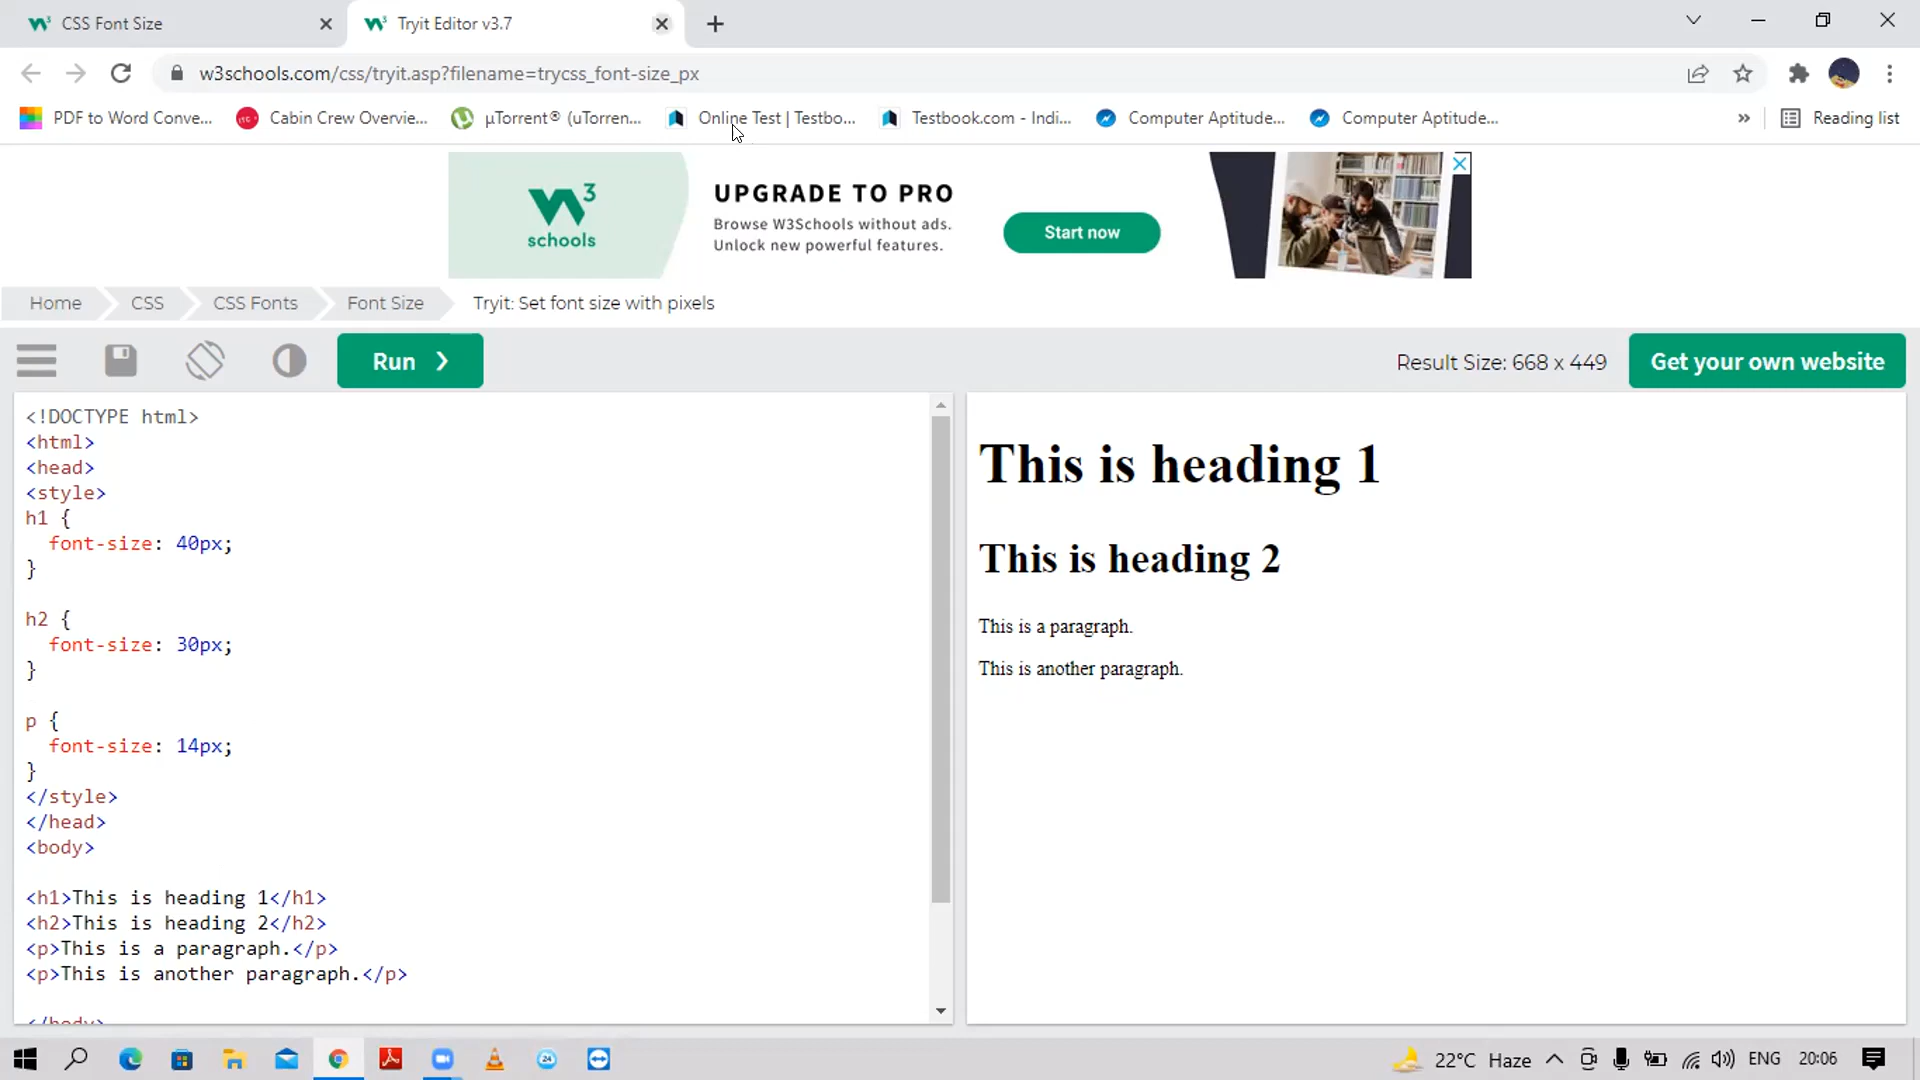 CSS Font Size
Tryit Editor v3.7
w3schools.com/css/tryit.asp?filename=trycss_font-size_px
PDF to Word Conve...
Cabin Crew Overvie...
µTorrent® (uTorren...
Online Test | Testbo...
Testbook.com - Indi...
Computer Aptitude...
Computer Aptitude...
»
Reading list
W3
schools
UPGRADE TO PRO
Browse W3Schools without ads.
Unlock new powerful features.
Start now
Home
CSS
CSS Fonts
Font Size
Tryit: Set font size with pixels
Run ❯
Result Size: 668 x 449
Get your own website
<!DOCTYPE html>
<html>
<head>
<style>
h1 {
  font-size: 40px;
}
h2 {
  font-size: 30px;
}
p {
  font-size: 14px;
}
</style>
</head>
<body>
<h1>This is heading 1</h1>
<h2>This is heading 2</h2>
<p>This is a paragraph.</p>
<p>This is another paragraph.</p>
</body>
This is heading 1
This is heading 2
This is a paragraph.
This is another paragraph.
24
22°C Haze
ENG
20:06